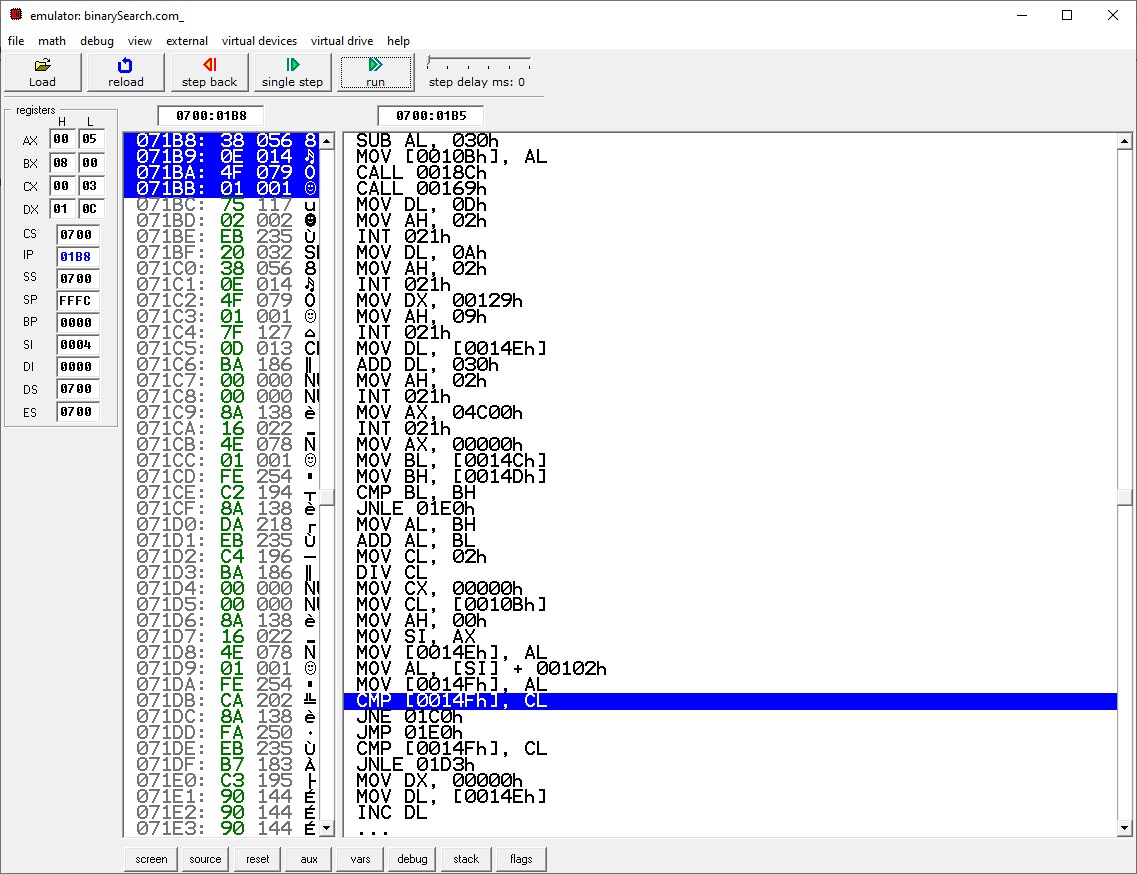 emulator: binarySearch.com_
file math debug view external virtual devices virtual drive help
Load reload step back single step run step delay ms: 0
registers
H L
AX 00 05
BX 08 00
CX 00 03
DX 01 0C
CS 0700
IP 01B8
SS 0700
SP FFFC
BP 0000
SI 0004
DI 0000
DS 0700
ES 0700
0700:01B8
071B8: 38 056 8
071B9: 0E 014 ♪
071BA: 4F 079 O
071BB: 01 001 ☺
071BC: 75 117 u
071BD: 02 002 ☻
071BE: EB 235 Ù
071BF: 20 032 SP
071C0: 38 056 8
071C1: 0E 014 ♪
071C2: 4F 079 O
071C3: 01 001 ☺
071C4: 7F 127 ⌂
071C5: 0D 013 CR
071C6: BA 186 ║
071C7: 00 000 NU
071C8: 00 000 NU
071C9: 8A 138 è
071CA: 16 022 ▬
071CB: 4E 078 N
071CC: 01 001 ☺
071CD: FE 254 ■
071CE: C2 194 ┬
071CF: 8A 138 è
071D0: DA 218 ┌
071D1: EB 235 Ù
071D2: C4 196 ─
071D3: BA 186 ║
071D4: 00 000 NU
071D5: 00 000 NU
071D6: 8A 138 è
071D7: 16 022 ▬
071D8: 4E 078 N
071D9: 01 001 ☺
071DA: FE 254 ■
071DB: CA 202 ╩
071DC: 8A 138 è
071DD: FA 250 ·
071DE: EB 235 Ù
071DF: B7 183 À
071E0: C3 195 ├
071E1: 90 144 É
071E2: 90 144 É
071E3: 90 144 É
0700:01B5
SUB AL, 030h
MOV [0010Bh], AL
CALL 0018Ch
CALL 00169h
MOV DL, 0Dh
MOV AH, 02h
INT 021h
MOV DL, 0Ah
MOV AH, 02h
INT 021h
MOV DX, 00129h
MOV AH, 09h
INT 021h
MOV DL, [0014Eh]
ADD DL, 030h
MOV AH, 02h
INT 021h
MOV AX, 04C00h
INT 021h
MOV AX, 00000h
MOV BL, [0014Ch]
MOV BH, [0014Dh]
CMP BL, BH
JNLE 01E0h
MOV AL, BH
ADD AL, BL
MOV CL, 02h
DIV CL
MOV CX, 00000h
MOV CL, [0010Bh]
MOV AH, 00h
MOV SI, AX
MOV [0014Eh], AL
MOV AL, [SI] + 00102h
MOV [0014Fh], AL
CMP [0014Fh], CL
JNE 01C0h
JMP 01E0h
CMP [0014Fh], CL
JNLE 01D3h
MOV DX, 00000h
MOV DL, [0014Eh]
INC DL
...
screen source reset aux vars debug stack flags